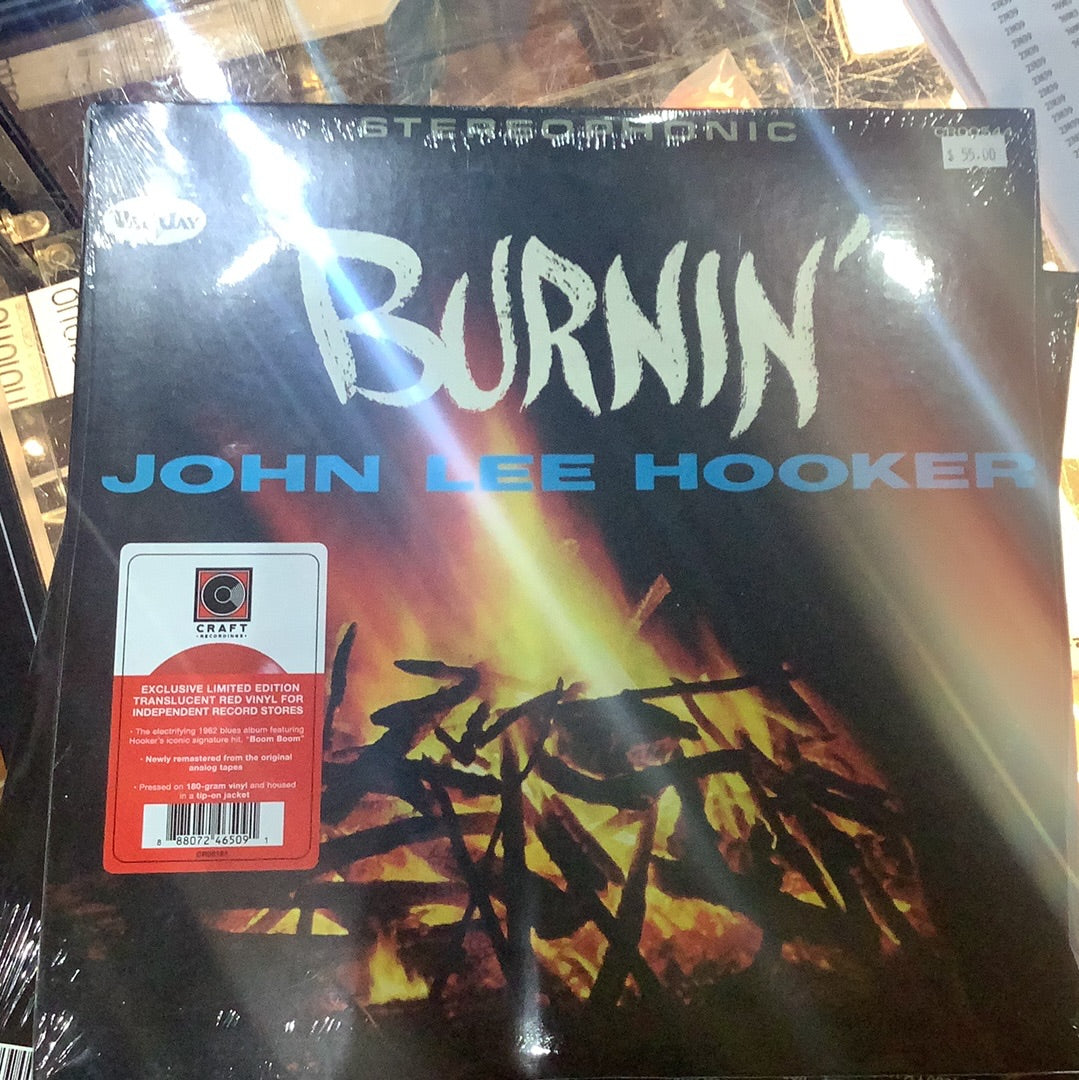 STEREOPHONIC
CR00544
$ 55.00
VEE JAY
BURNIN'
JOHN LEE HOOKER
CRAFT
• RECORDINGS •
EXCLUSIVE LIMITED EDITION
TRANSLUCENT RED VINYL FOR
INDEPENDENT RECORD STORES
• The electrifying 1962 blues album featuring
Hooker's iconic signature hit, "Boom Boom"
• Newly remastered from the original
analog tapes
• Pressed on 180-gram vinyl and housed
in a tip-on jacket
8 88072 46509 1